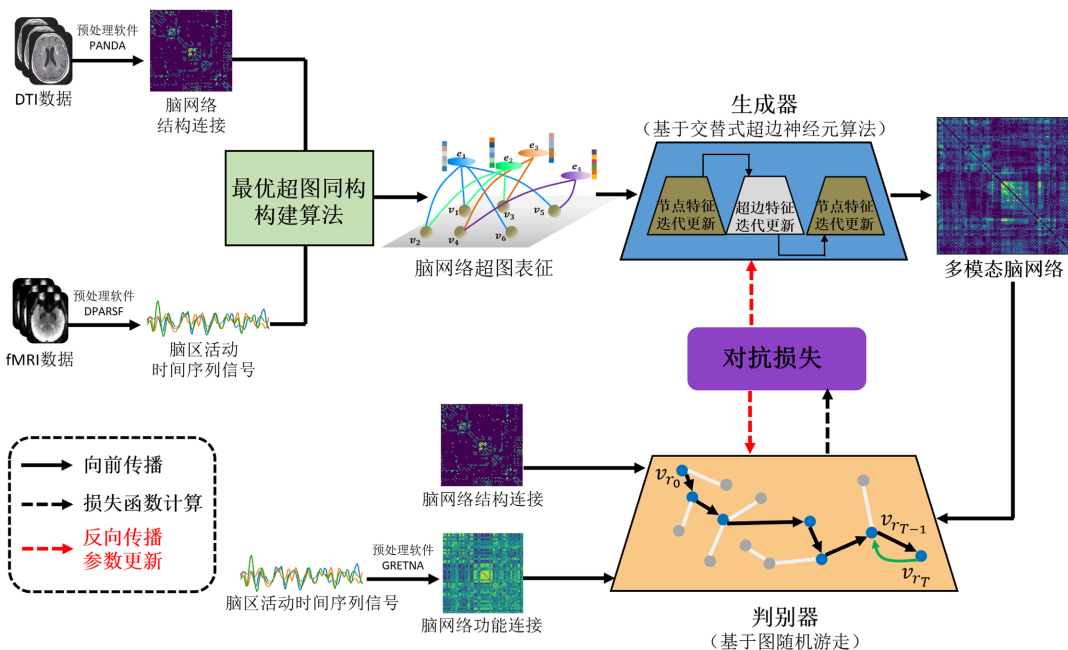 预处理软件
PANDA
DTI数据
脑网络
结构连接
最优超图同构
构建算法
预处理软件
DPARSF
fMRI数据
脑区活动
时间序列信号
e₁
e₂
e₃
e₄
v₁
v₂
v₃
v₄
v₅
v₆
脑网络超图表征
生成器
(基于交替式超边神经元算法)
节点特征
迭代更新
超边特征
迭代更新
节点特征
迭代更新
多模态脑网络
对抗损失
向前传播
损失函数计算
反向传播
参数更新
脑网络结构连接
脑区活动时间序列信号
预处理软件
GRETNA
脑网络功能连接
v_{r_0}
v_{r_{T-1}}
v_{r_T}
判别器
(基于图随机游走)